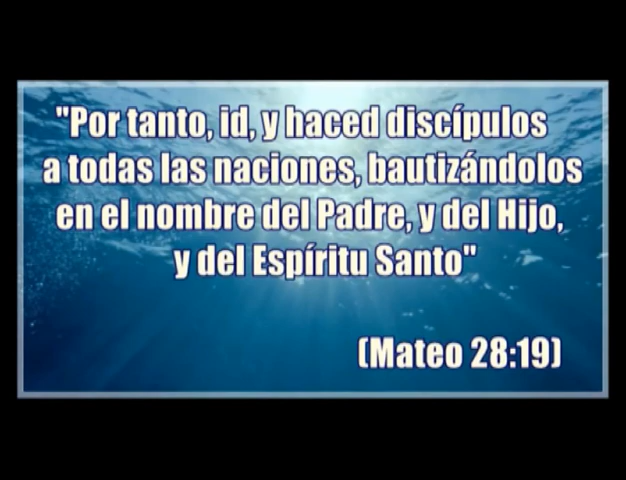 "Por tanto, id, y haced discípulos
a todas las naciones, bautizándolos
en el nombre del Padre, y del Hijo,
y del Espíritu Santo"
(Mateo 28:19)